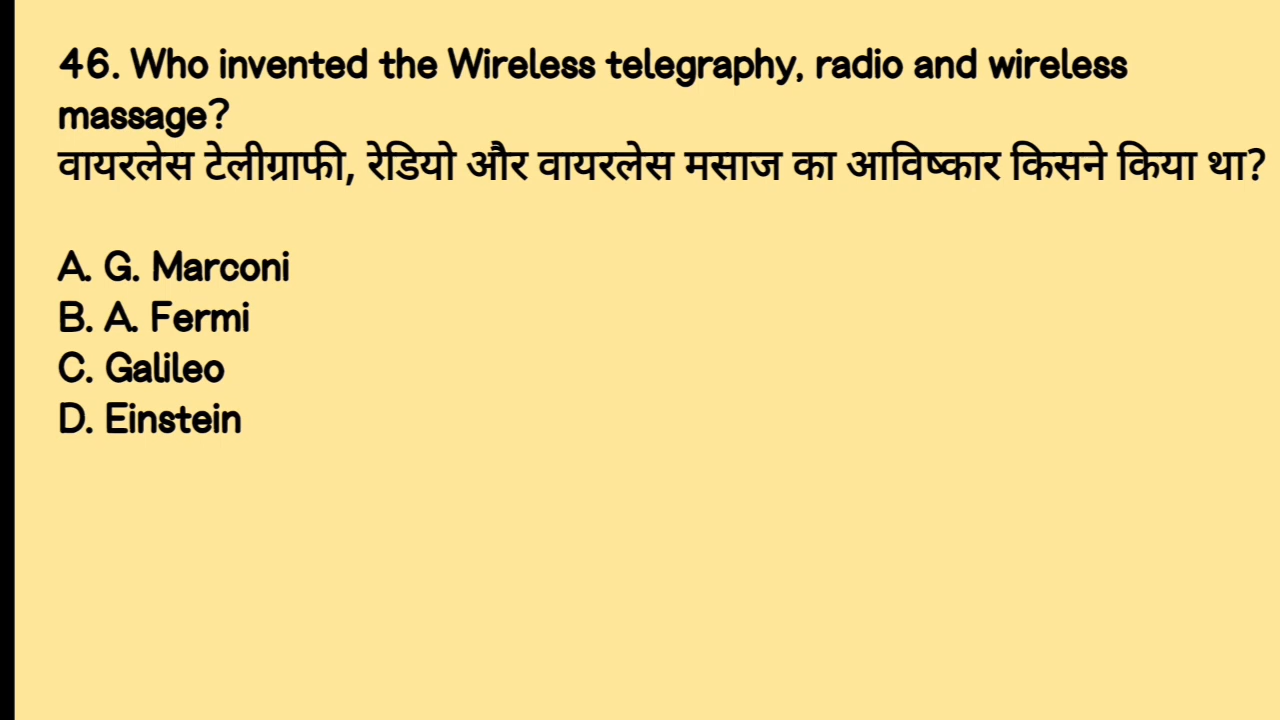 46. Who invented the Wireless telegraphy, radio and wireless
massage?
वायरलेस टेलीग्राफी, रेडियो और वायरलेस मसाज का आविष्कार किसने किया था?
A. G. Marconi
B. A. Fermi
C. Galileo
D. Einstein